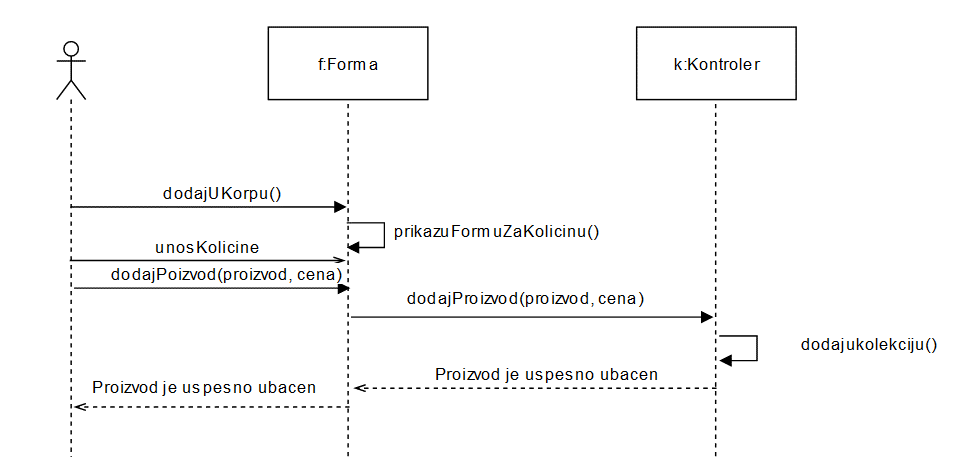 f:Forma
k:Kontroler
dodajUKorpu()
prikazuFormuZaKolicinu()
unosKolicine
dodajPoizvod(proizvod, cena)
dodajProizvod(proizvod, cena)
dodajukolekciju()
Proizvod je uspesno ubacen
Proizvod je uspesno ubacen